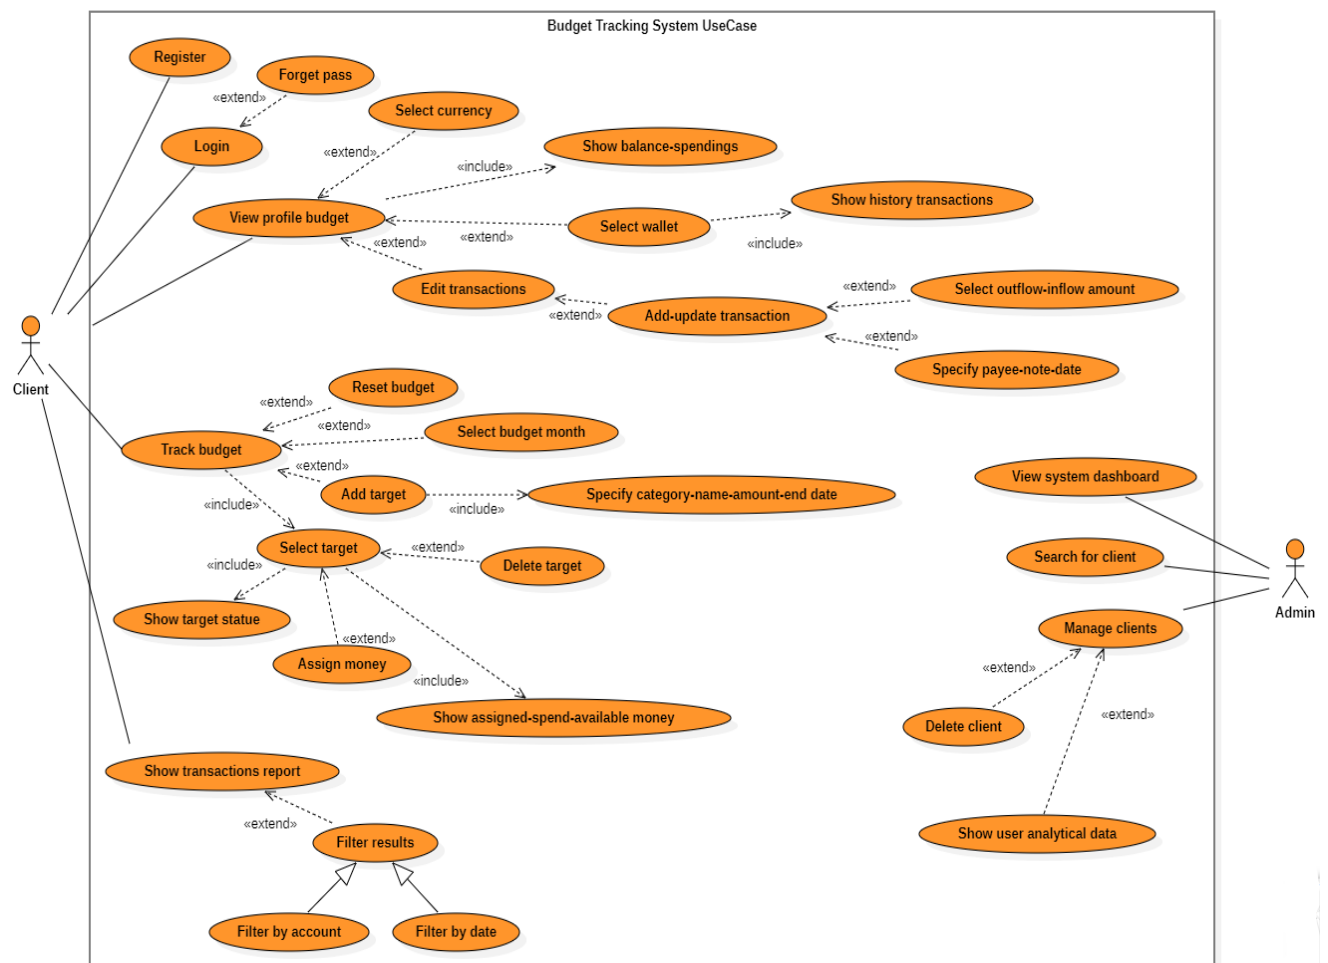 Budget Tracking System UseCase
Register
Forget pass
«extend»
Select currency
Login
«extend»
Show balance-spendings
«include»
View profile budget
Select wallet
«extend»
Show history transactions
«include»
«extend»
Edit transactions
«extend»
Add-update transaction
«extend»
Select outflow-inflow amount
«extend»
Specify payee-note-date
Client
Reset budget
«extend»
Select budget month
«extend»
Track budget
«extend»
Add target
«include»
Specify category-name-amount-end date
«include»
Select target
«extend»
Delete target
«include»
Show target statue
«extend»
Assign money
«include»
Show assigned-spend-available money
View system dashboard
Search for client
Admin
Manage clients
«extend»
Delete client
«extend»
Show user analytical data
Show transactions report
«extend»
Filter results
Filter by account
Filter by date